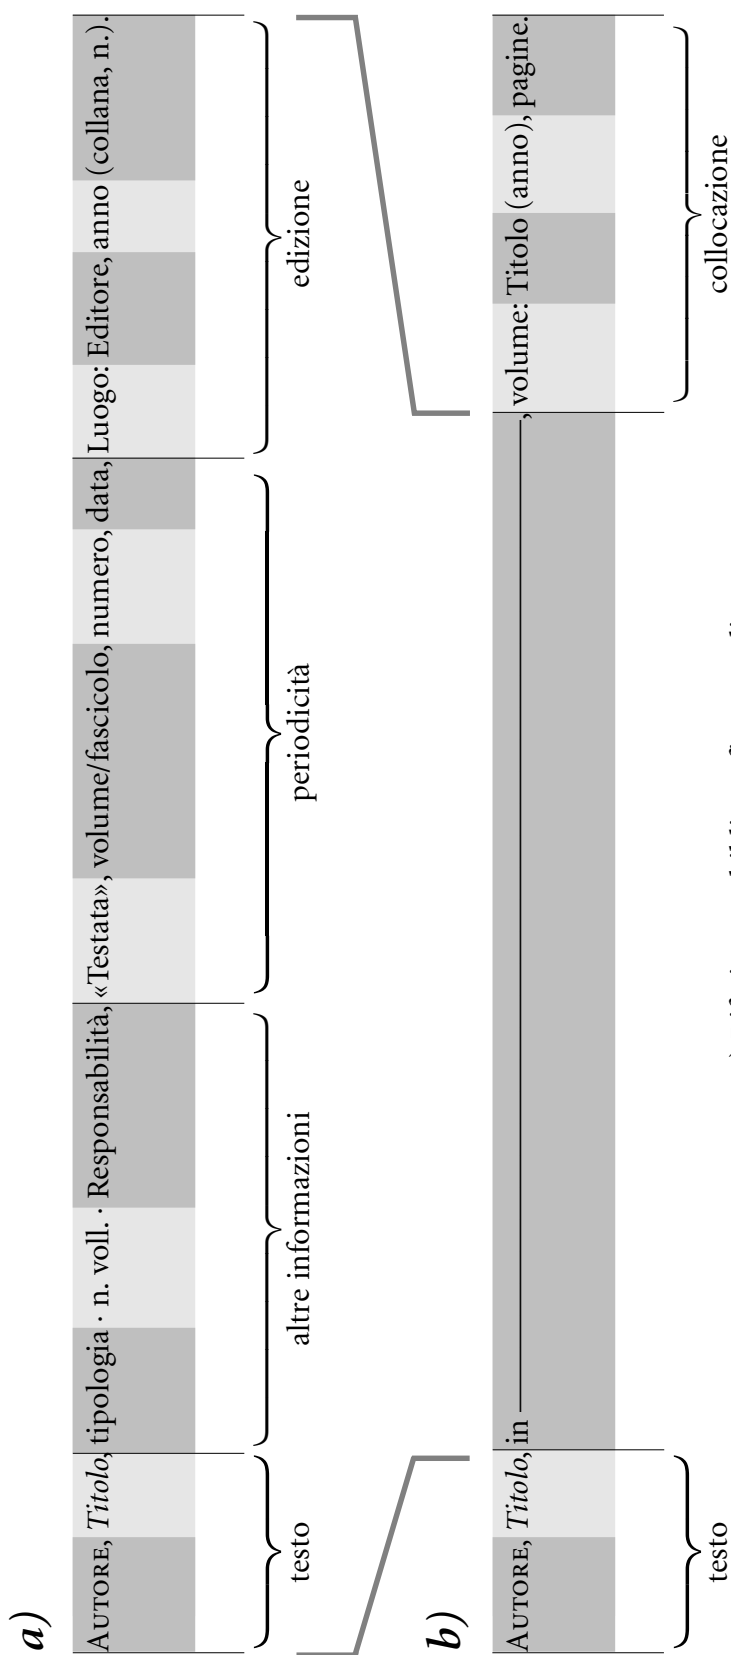 a)
AUTORE, Titolo, tipologia · n. voll. · Responsabilità, «Testata», volume/fascicolo, numero, data, Luogo: Editore, anno (collana, n.).
testo altre informazioni periodicità edizione
b)
AUTORE, Titolo, in ————, volume: Titolo (anno), pagine.
testo collocazione